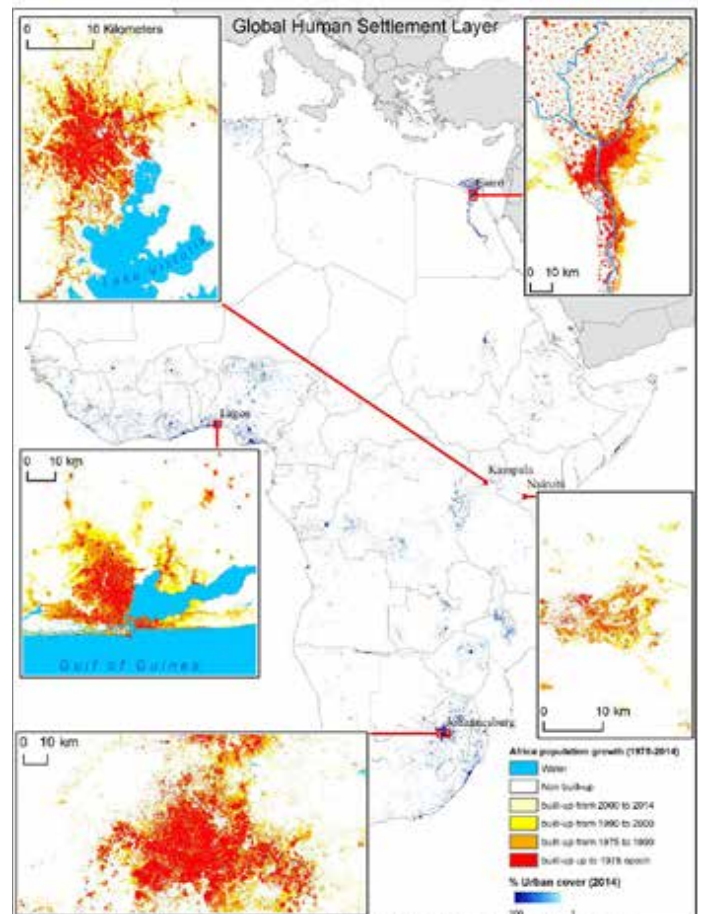 Global Human Settlement Layer
0 10 Kilometers
Lake Victoria
0 10 km
Lagos
0 10 km
Gulf of Guinea
Kampala
Nairobi
0 10 km
Johannesburg
0 10 km
Africa population growth (1975-2014)
Water
Non built-up
built-up from 2000 to 2014
built-up from 1990 to 2000
built-up from 1975 to 1990
built-up up to 1975 epoch
% Urban cover (2014)
100